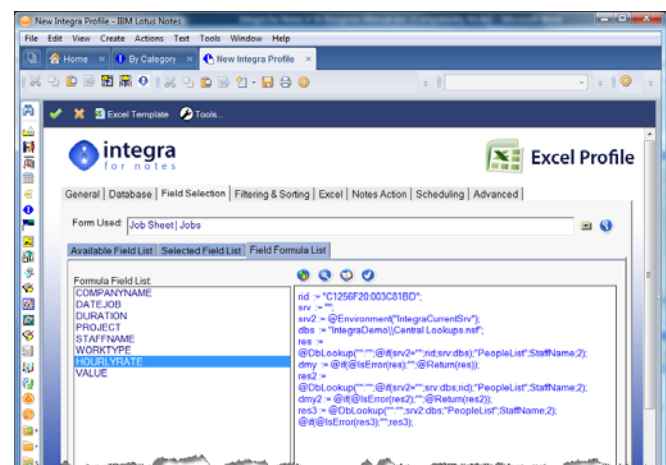 New Integra Profile - IBM Lotus Notes
File Edit View Create Actions Text Tools Window Help
Home By Category New Integra Profile
Excel Template Tools...
integra
for notes
Excel Profile
General | Database | Field Selection | Filtering & Sorting | Excel | Notes Action | Scheduling | Advanced |
Form Used: Job Sheet| Jobs
Available Field List Selected Field List Field Formula List
Formula Field List:
COMPANYNAME
DATEJOB
DURATION
PROJECT
STAFFNAME
WORKTYPE
HOURLYRATE
VALUE
rid := "C1256F20:003C81BD";
srv := "";
srv2 := @Environment("IntegraCurrentSrv");
dbs := "IntegraDemo\\Central Lookups.nsf";
res :=
@DbLookup("":"";@if(srv2="";rid;srv:dbs);"PeopleList";StaffName;2);
dmy := @if(@IsError(res);"";@Return(res));
res2 :=
@DbLookup("":"";@if(srv2="";srv:dbs;rid);"PeopleList";StaffName;2);
dmy2 := @if(@IsError(res2);"";@Return(res2));
res3 := @DbLookup("":"";srv2:dbs;"PeopleList";StaffName;2);
@if(@IsError(res3);"";res3);